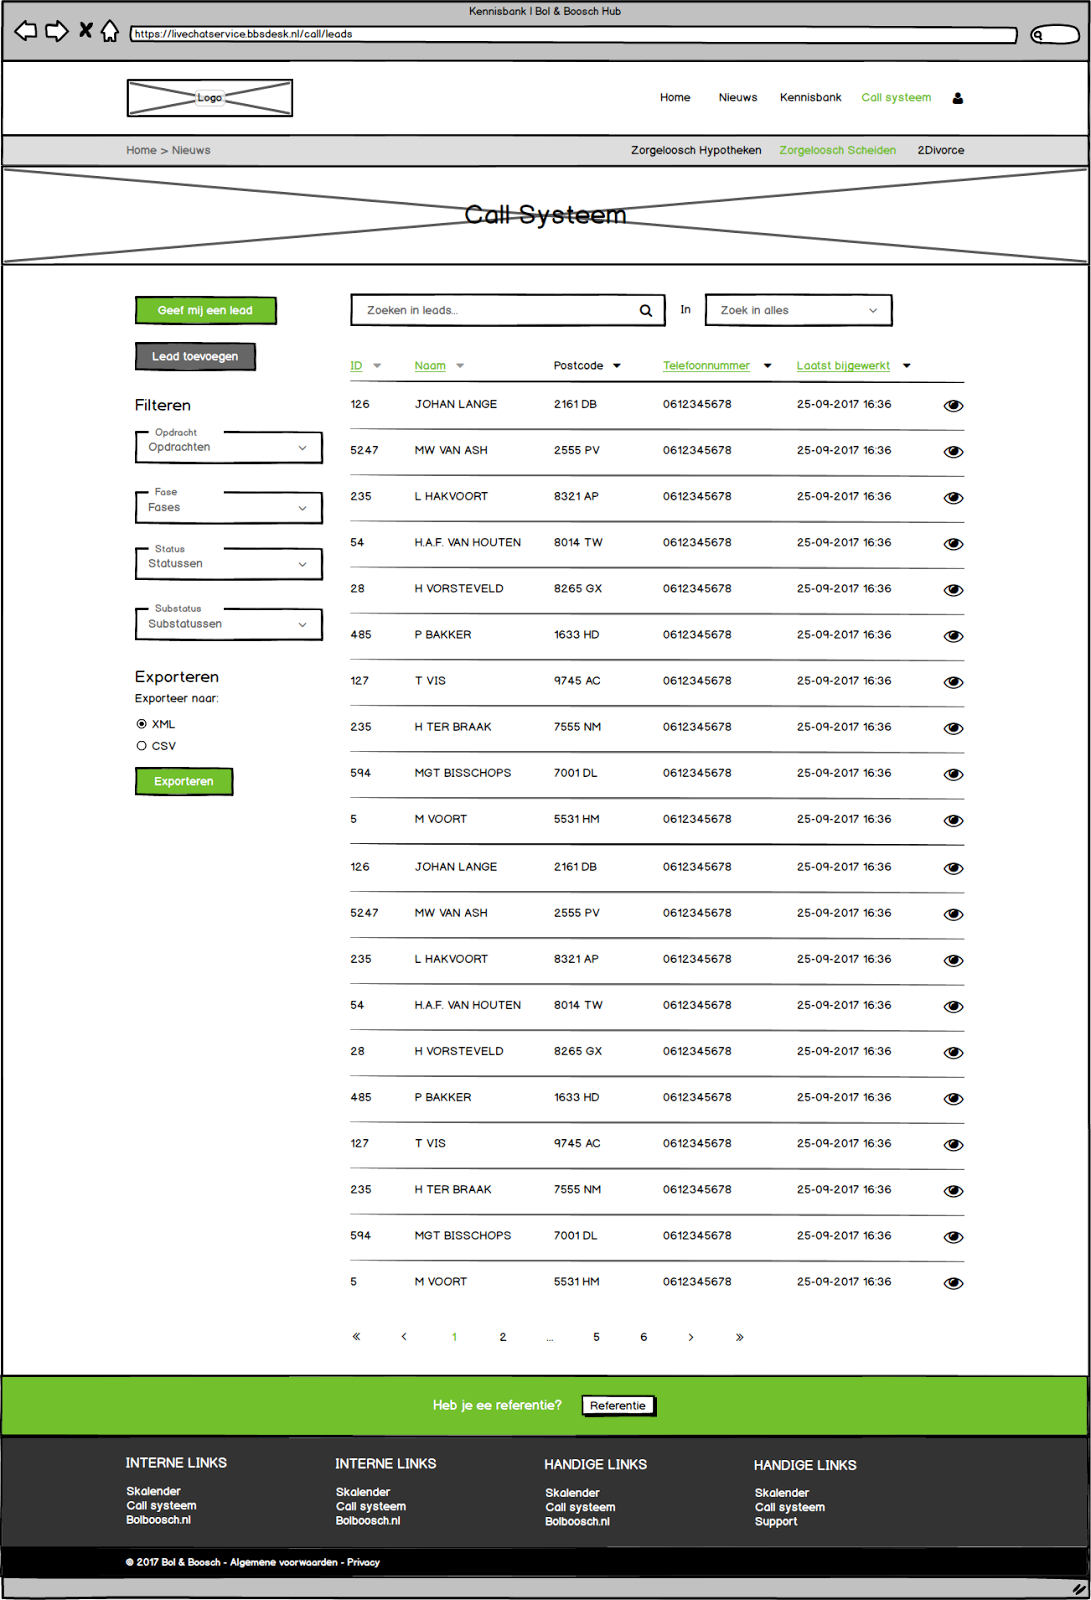 Kennisbank | Bol & Boosch Hub
https://livechatservice.bbsdesk.nl/call/leads
Logo
Home Nieuws Kennisbank Call systeem
Home > Nieuws
Zorgeloosch Hypotheken Zorgeloosch Scheiden 2Divorce
Call Systeem
Geef mij een lead
Lead toevoegen
Filteren
Opdracht
Opdrachten
Fase
Fases
Status
Statussen
Substatus
Substatussen
Exporteren
Exporteer naar:
XML
CSV
Exporteren
Zoeken in leads... In Zoek in alles
ID Naam Postcode Telefoonnummer Laatst bijgewerkt
126 JOHAN LANGE 2161 DB 0612345678 25-09-2017 16:36
5247 MW VAN ASH 2555 PV 0612345678 25-09-2017 16:36
235 L HAKVOORT 8321 AP 0612345678 25-09-2017 16:36
54 H.A.F. VAN HOUTEN 8014 TW 0612345678 25-09-2017 16:36
28 H VORSTEVELD 8265 GX 0612345678 25-09-2017 16:36
485 P BAKKER 1633 HD 0612345678 25-09-2017 16:36
127 T VIS 9745 AC 0612345678 25-09-2017 16:36
235 H TER BRAAK 7555 NM 0612345678 25-09-2017 16:36
594 MGT BISSCHOPS 7001 DL 0612345678 25-09-2017 16:36
5 M VOORT 5531 HM 0612345678 25-09-2017 16:36
126 JOHAN LANGE 2161 DB 0612345678 25-09-2017 16:36
5247 MW VAN ASH 2555 PV 0612345678 25-09-2017 16:36
235 L HAKVOORT 8321 AP 0612345678 25-09-2017 16:36
54 H.A.F. VAN HOUTEN 8014 TW 0612345678 25-09-2017 16:36
28 H VORSTEVELD 8265 GX 0612345678 25-09-2017 16:36
485 P BAKKER 1633 HD 0612345678 25-09-2017 16:36
127 T VIS 9745 AC 0612345678 25-09-2017 16:36
235 H TER BRAAK 7555 NM 0612345678 25-09-2017 16:36
594 MGT BISSCHOPS 7001 DL 0612345678 25-09-2017 16:36
5 M VOORT 5531 HM 0612345678 25-09-2017 16:36
« < 1 2 ... 5 6 > »
Heb je ee referentie? Referentie
INTERNE LINKS
Skalender
Call systeem
Bolboosch.nl
INTERNE LINKS
Skalender
Call systeem
Bolboosch.nl
HANDIGE LINKS
Skalender
Call systeem
Bolboosch.nl
HANDIGE LINKS
Skalender
Call systeem
Support
© 2017 Bol & Boosch - Algemene voorwaarden - Privacy